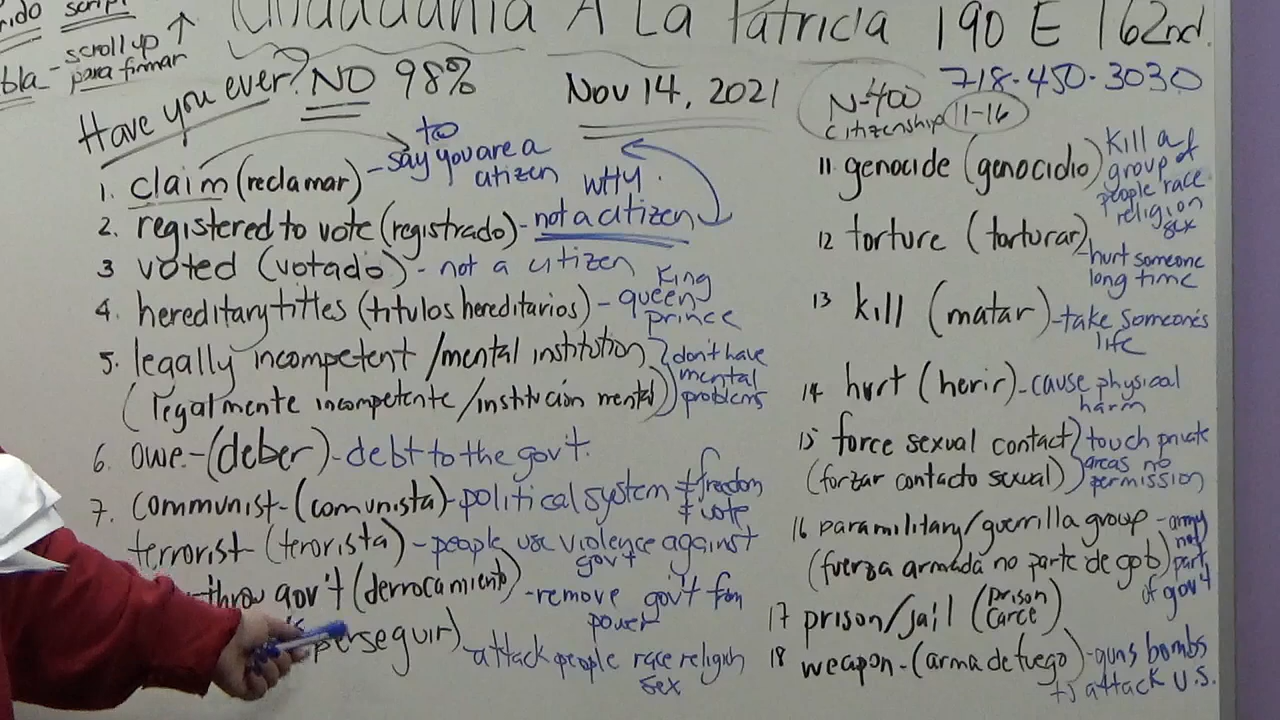 script
bla - scroll up ↑
para firmar
Ciudadanía A La Patricia 190 E 162nd.
718-450-3030
Have you ever? NO 98% Nov 14, 2021
N-400
citizenship 11-16
1. claim (reclamar) - to say you are a citizen
WHY
2. registered to vote (registrado) - not a citizen
3 voted (votado) - not a citizen
4. hereditary titles (titulos hereditarios) - King queen prince
5. legally incompetent /mental institution
(legalmente incompetente/institución mental)
don't have
mental
problems
6. owe - (deber) - debt to the gov't.
7. communist - (comunista) - political system ≠ freedom
≠ vote
terrorist (terorista) - people use violence against
gov't
throw gov't (derrocamiento) - remove gov't from
power
perseguir) - attack people race religion
sex
11. genocide (genocidio) kill a
group of
people race
religion
sex
12 torture (torturar) - hurt someone
long time
13 kill (matar) - take someone's
life
14 hurt (herir) - cause physical
harm
15 force sexual contact
(forzar contacto sexual)
touch private
areas no
permission
16 paramilitary/guerrilla group - army
(fuerza armada no parte de gob)
not
part
of gov't
17 prison/jail (prison
carce)
18 weapon - (arma de fuego) - guns bombs
to attack U.S.